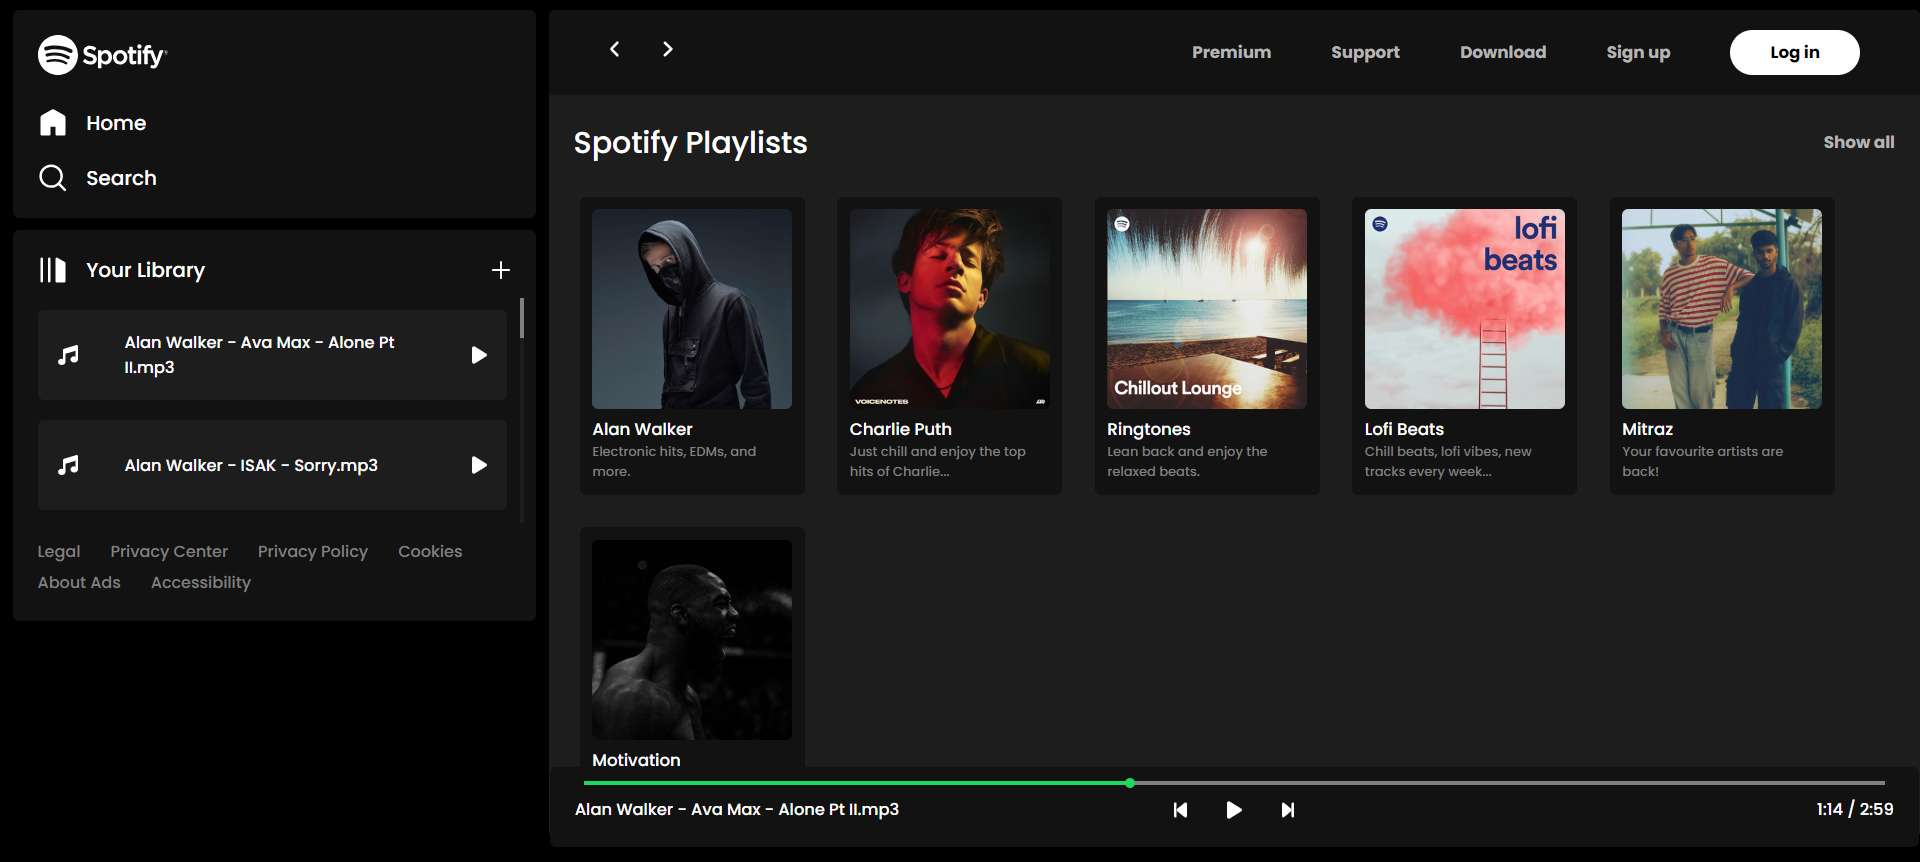 Spotify
Home
Search
Your Library
Alan Walker - Ava Max - Alone Pt
II.mp3
Alan Walker - ISAK - Sorry.mp3
Legal Privacy Center Privacy Policy Cookies
About Ads Accessibility
Premium Support Download Sign up Log in
Spotify Playlists
Show all
Alan Walker
Electronic hits, EDMs, and
more.
VOICENOTES
Charlie Puth
Just chill and enjoy the top
hits of Charlie...
Chillout Lounge
Ringtones
Lean back and enjoy the
relaxed beats.
lofi
beats
Lofi Beats
Chill beats, lofi vibes, new
tracks every week...
Mitraz
Your favourite artists are
back!
Motivation
Alan Walker - Ava Max - Alone Pt II.mp3
1:14 / 2:59